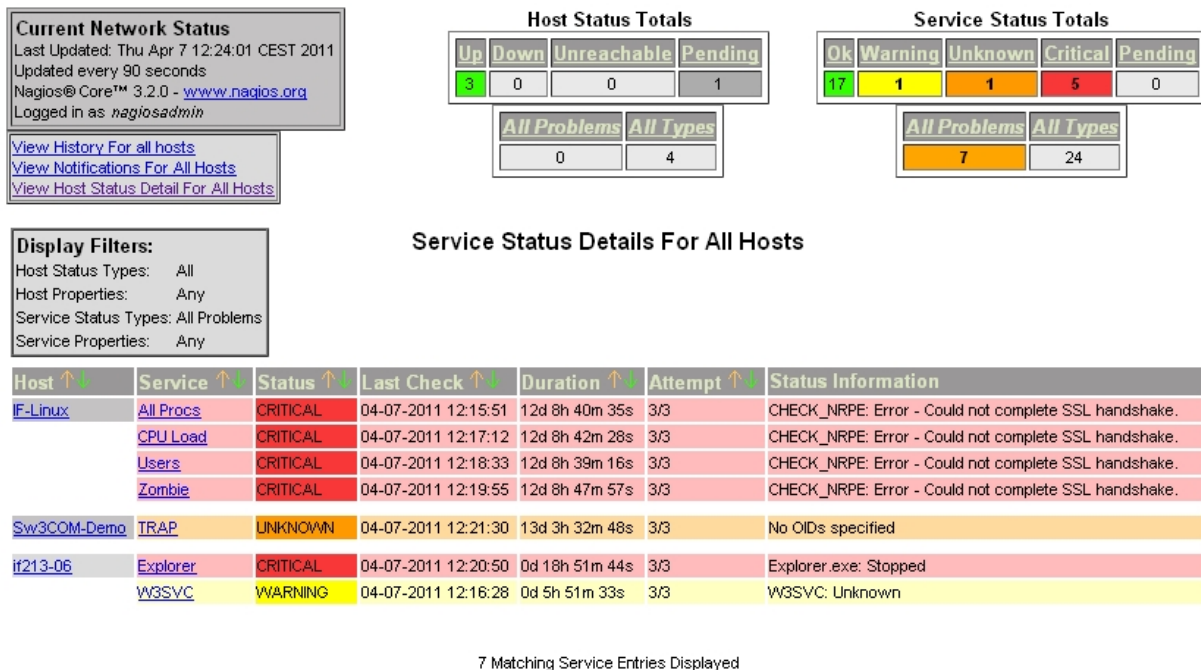 Current Network Status
Last Updated: Thu Apr 7 12:24:01 CEST 2011
Updated every 90 seconds
Nagios® Core™ 3.2.0 - www.nagios.org
Logged in as nagiosadmin
View History For all hosts
View Notifications For All Hosts
View Host Status Detail For All Hosts
Host Status Totals
Up Down Unreachable Pending
3 0 0 1
All Problems All Types
0 4
Service Status Totals
Ok Warning Unknown Critical Pending
17 1 1 5 0
All Problems All Types
7 24
Display Filters:
Host Status Types: All
Host Properties: Any
Service Status Types: All Problems
Service Properties: Any
Service Status Details For All Hosts
Host Service Status Last Check Duration Attempt Status Information
IF-Linux All Procs CRITICAL 04-07-2011 12:15:51 12d 8h 40m 35s 3/3 CHECK_NRPE: Error - Could not complete SSL handshake.
CPU Load CRITICAL 04-07-2011 12:17:12 12d 8h 42m 28s 3/3 CHECK_NRPE: Error - Could not complete SSL handshake.
Users CRITICAL 04-07-2011 12:18:33 12d 8h 39m 16s 3/3 CHECK_NRPE: Error - Could not complete SSL handshake.
Zombie CRITICAL 04-07-2011 12:19:55 12d 8h 47m 57s 3/3 CHECK_NRPE: Error - Could not complete SSL handshake.
Sw3COM-Demo TRAP UNKNOWN 04-07-2011 12:21:30 13d 3h 32m 48s 3/3 No OIDs specified
if213-06 Explorer CRITICAL 04-07-2011 12:20:50 0d 18h 51m 44s 3/3 Explorer.exe: Stopped
W3SVC WARNING 04-07-2011 12:16:28 0d 5h 51m 33s 3/3 W3SVC: Unknown
7 Matching Service Entries Displayed